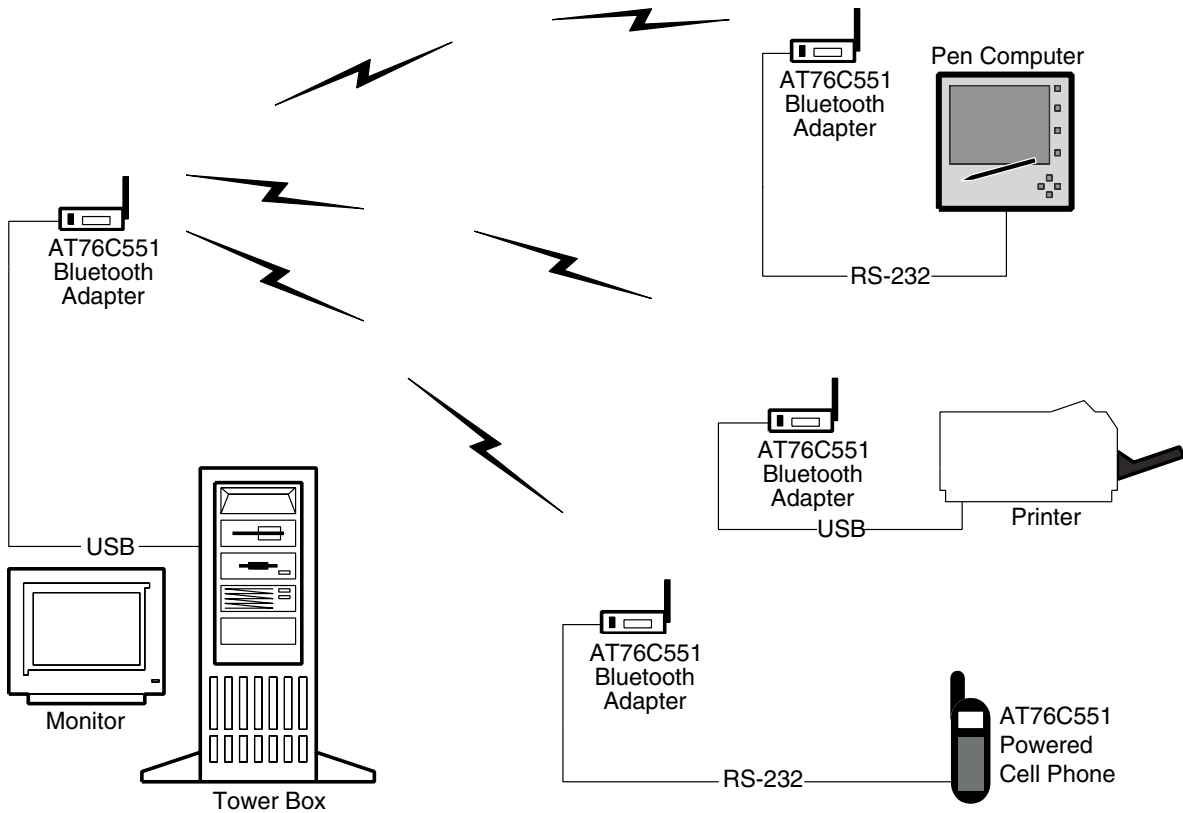 Pen Computer
AT76C551
Bluetooth
Adapter
RS-232
AT76C551
Bluetooth
Adapter
AT76C551
Bluetooth
Adapter
USB
Printer
USB
AT76C551
Bluetooth
Adapter
Monitor
AT76C551
Powered
Cell Phone
RS-232
Tower Box